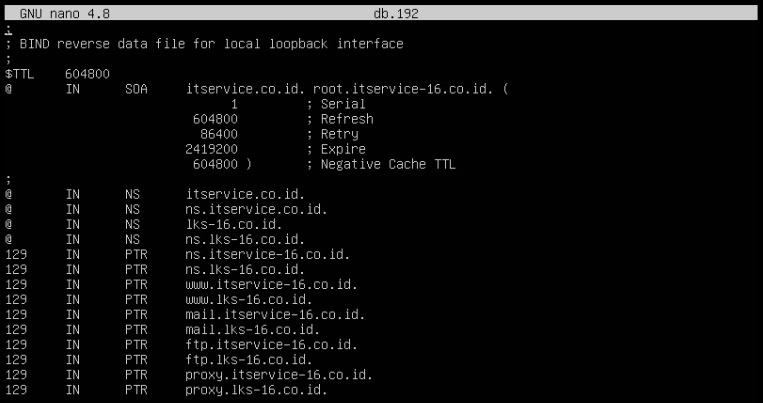 GNU nano 4.8 db.192
;
; BIND reverse data file for local loopback interface
;
$TTL 604800
@ IN SOA itservice.co.id. root.itservice-16.co.id. (
1 ; Serial
604800 ; Refresh
86400 ; Retry
2419200 ; Expire
604800 ) ; Negative Cache TTL
;
@ IN NS itservice.co.id.
@ IN NS ns.itservice.co.id.
@ IN NS lks-16.co.id.
@ IN NS ns.lks-16.co.id.
129 IN PTR ns.itservice-16.co.id.
129 IN PTR ns.lks-16.co.id.
129 IN PTR www.itservice-16.co.id.
129 IN PTR www.lks-16.co.id.
129 IN PTR mail.itservice-16.co.id.
129 IN PTR mail.lks-16.co.id.
129 IN PTR ftp.itservice-16.co.id.
129 IN PTR ftp.lks-16.co.id.
129 IN PTR proxy.itservice-16.co.id.
129 IN PTR proxy.lks-16.co.id.